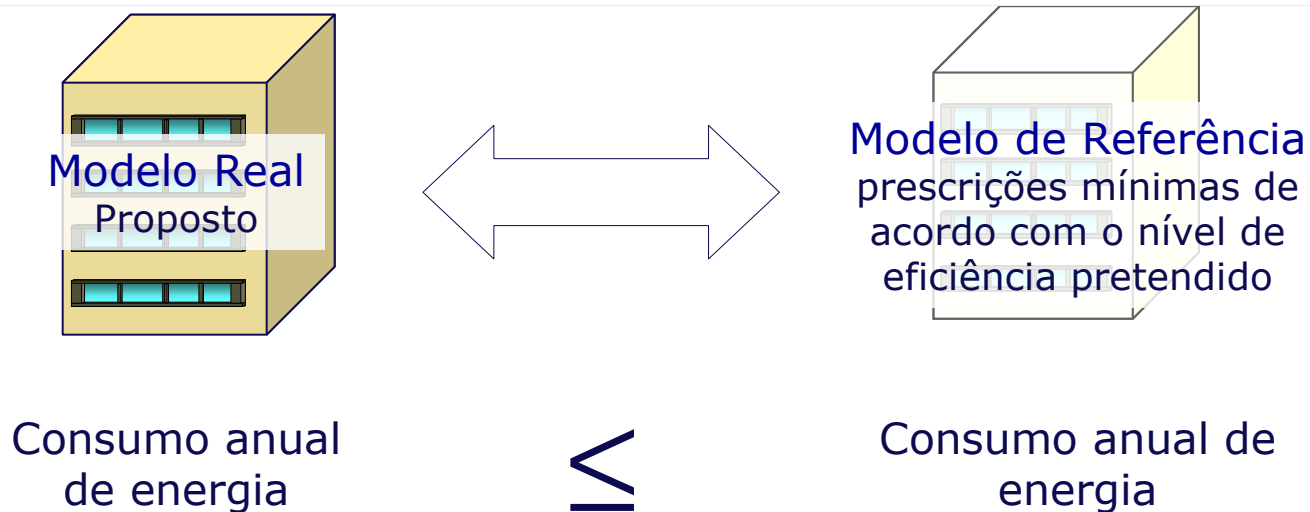 Modelo Real
Proposto
Modelo de Referência
prescrições mínimas de
acordo com o nível de
eficiência pretendido
Consumo anual
de energia
≤
Consumo anual de
energia